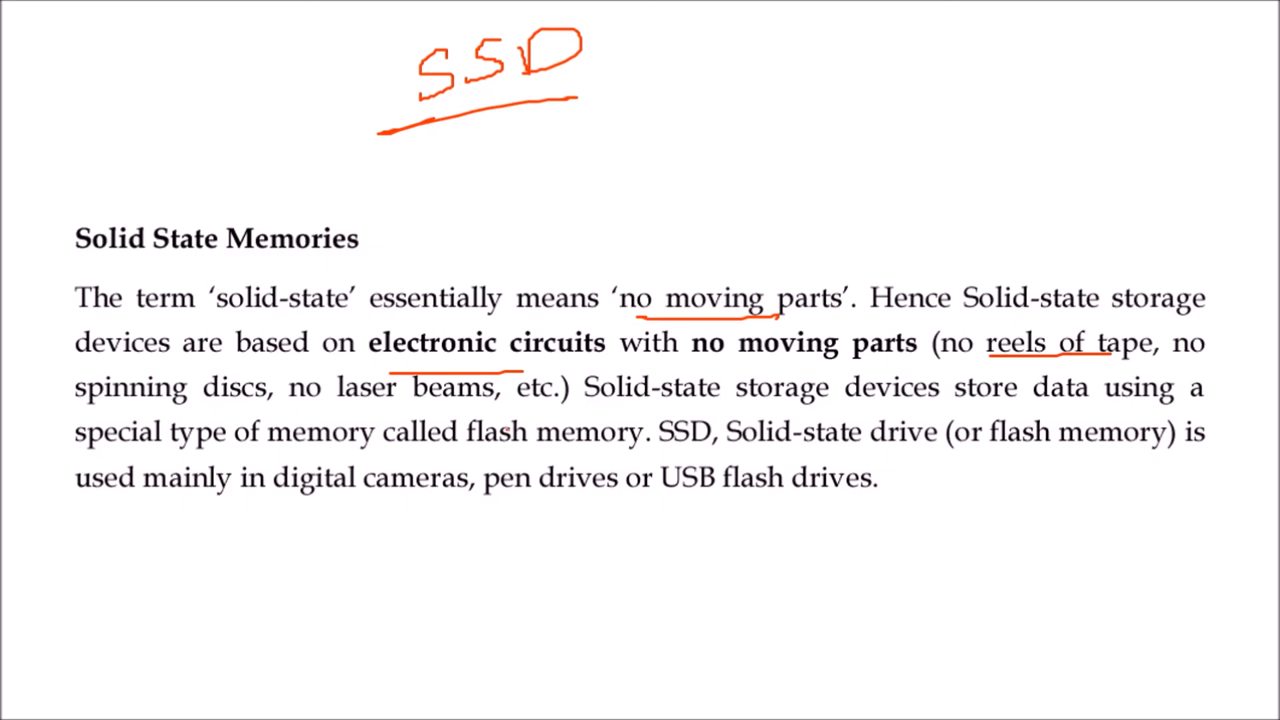 SSD
Solid State Memories
The term ‘solid-state’ essentially means ‘no moving parts’. Hence Solid-state storage
devices are based on electronic circuits with no moving parts (no reels of tape, no
spinning discs, no laser beams, etc.) Solid-state storage devices store data using a
special type of memory called flash memory. SSD, Solid-state drive (or flash memory) is
used mainly in digital cameras, pen drives or USB flash drives.